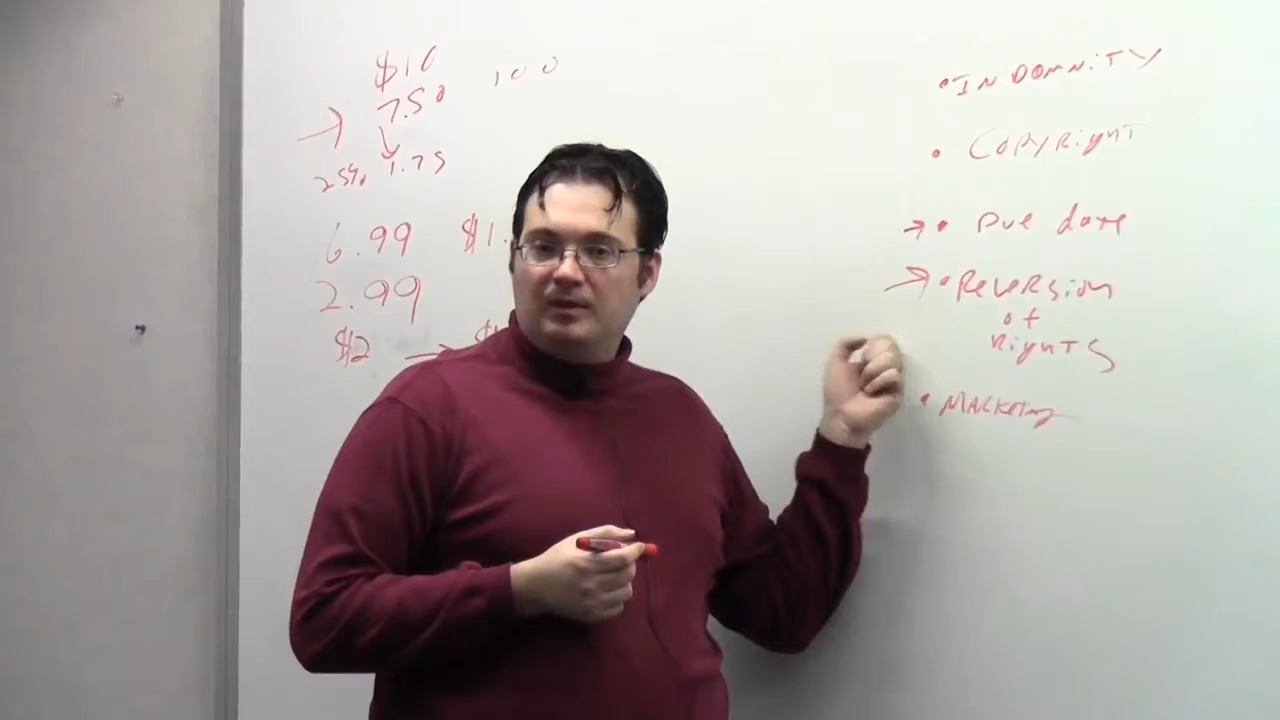 $10
7.50 100
25% 1.75
6.99 $1.
2.99
$2 $
• INDOMNITY
• COPYRIGHT
• Due date
• Reversion
of
Rights
• Marketing